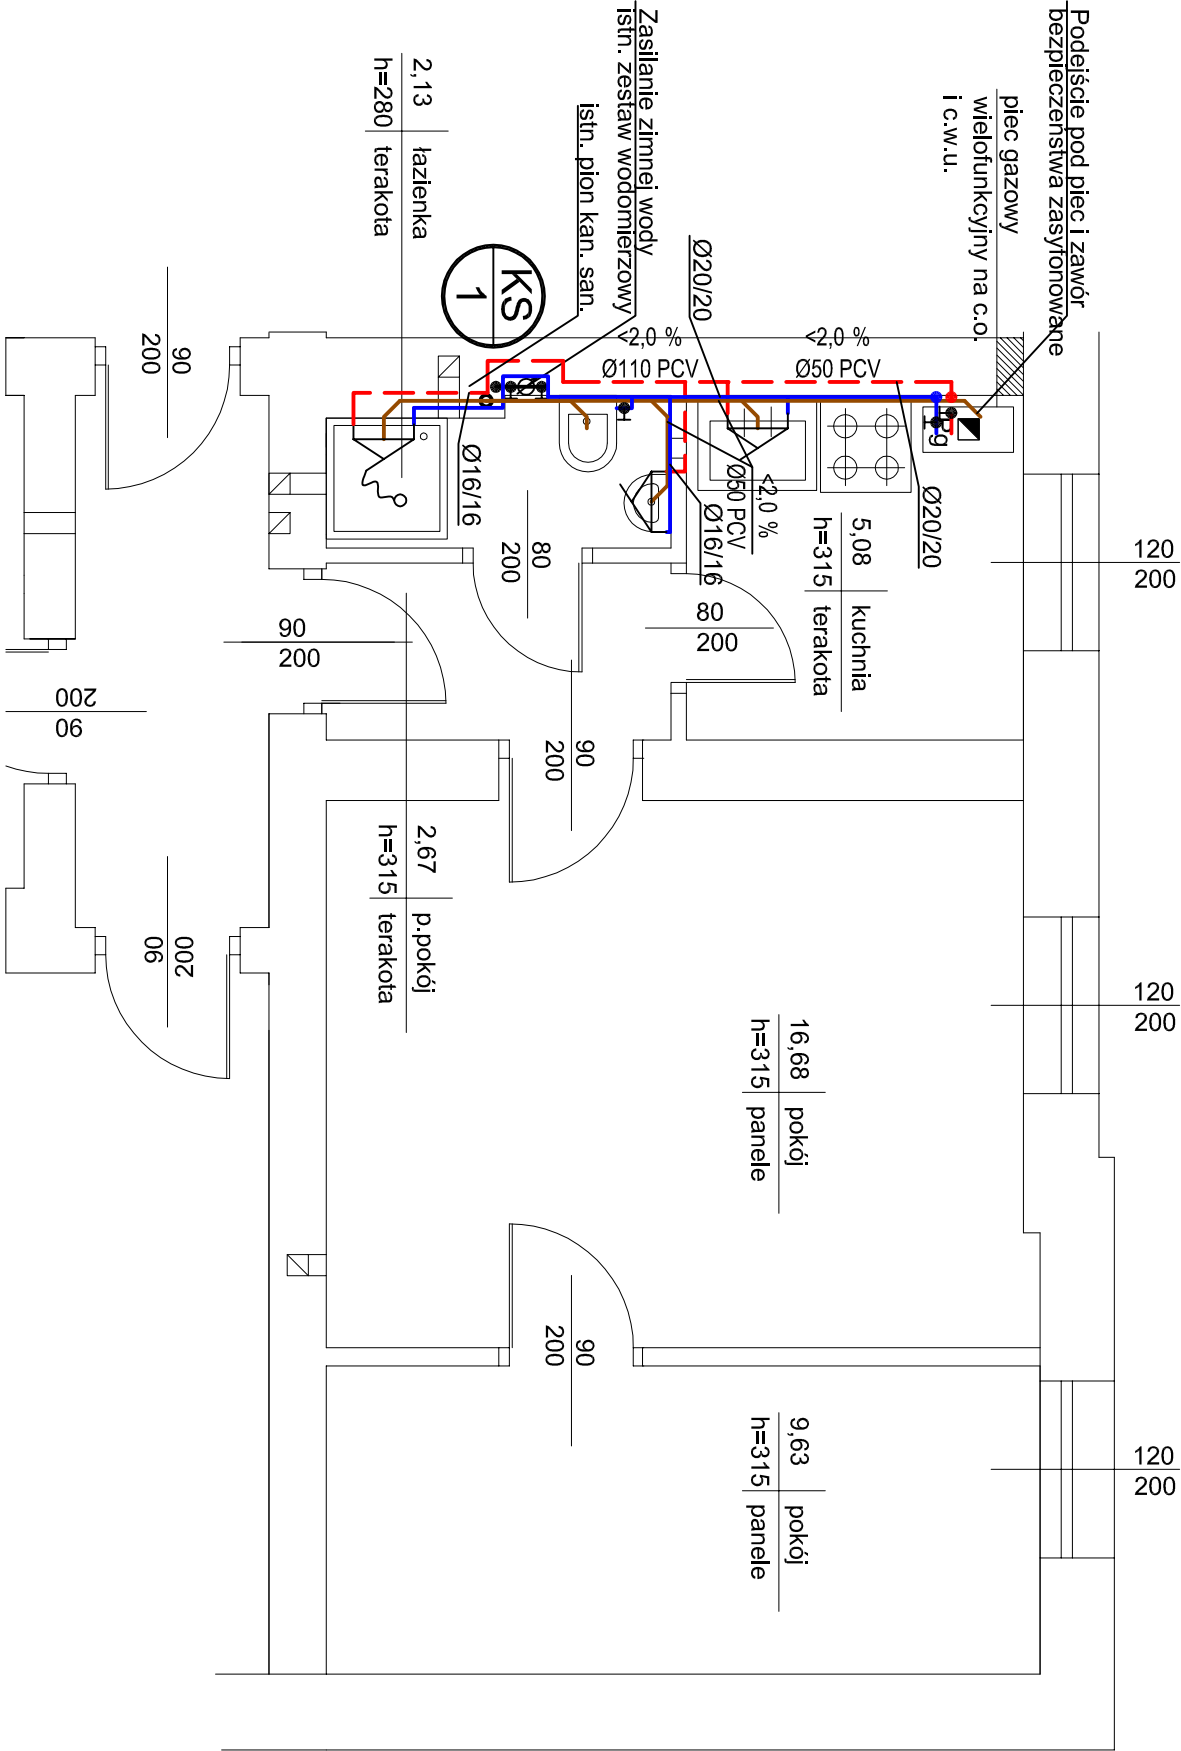 Podejście pod piec i zawór
bezpieczeństwa zasyfonowane
piec gazowy
wielofunkcyjny na c.o.
i c.w.u.
Zasilanie zimnej wody
istn. zestaw wodomierzowy
istn. pion kan. san.
2,13 łazienka
h=280 terakota
KS
1
Ø20/20
<2,0 %
Ø110 PCV
<2,0 %
Ø50 PCV
Pg
Ø16/16
<2,0 %
Ø50 PCV
Ø16/16
Ø20/20
5,08 kuchnia
h=315 terakota
80
200
80
200
90
200
90
200
90
200
90
200
90
200
2,67 p.pokój
h=315 terakota
16,68 pokój
h=315 panele
90
200
9,63 pokój
h=315 panele
120
200
120
200
120
200